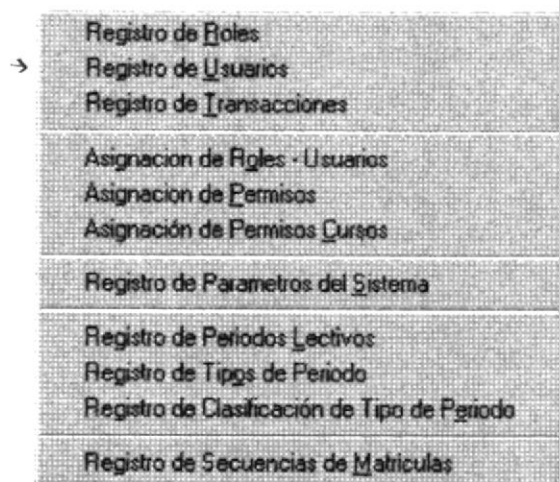 Registro de Roles
Registro de Usuarios
Registro de Transacciones
Asignacion de Roles - Usuarios
Asignacion de Permisos
Asignación de Permisos Cursos
Registro de Parametros del Sistema
Registro de Periodos Lectivos
Registro de Tipos de Periodo
Registro de Clasificación de Tipo de Periodo
Registro de Secuencias de Matriculas